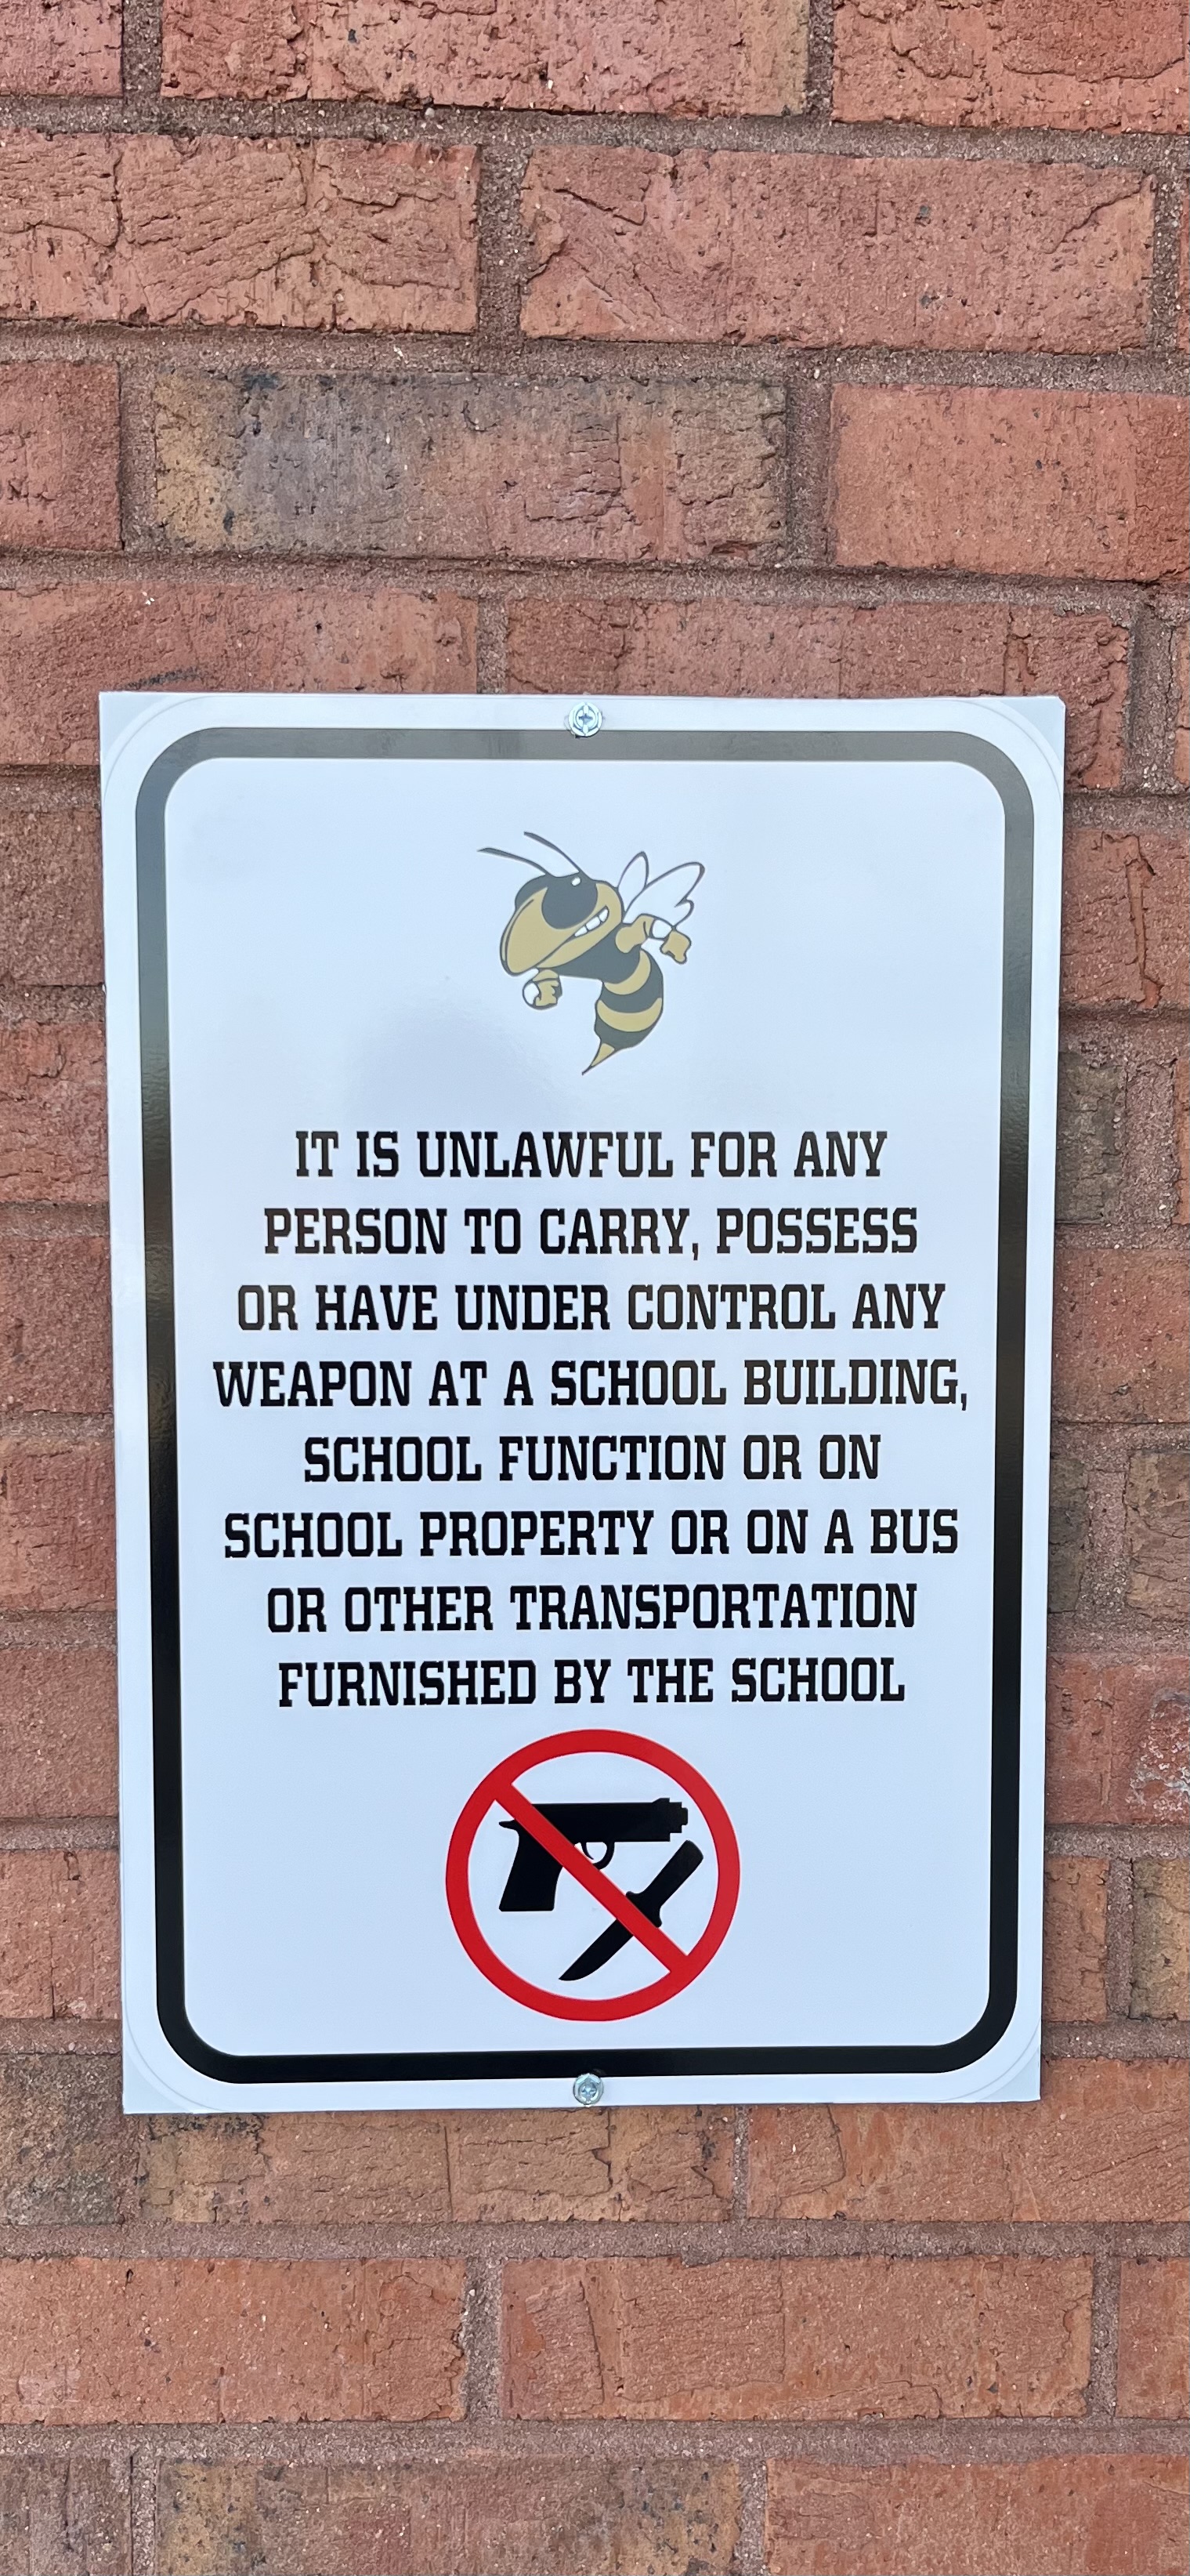 IT IS UNLAWFUL FOR ANY
PERSON TO CARRY, POSSESS
OR HAVE UNDER CONTROL ANY
WEAPON AT A SCHOOL BUILDING,
SCHOOL FUNCTION OR ON
SCHOOL PROPERTY OR ON A BUS
OR OTHER TRANSPORTATION
FURNISHED BY THE SCHOOL